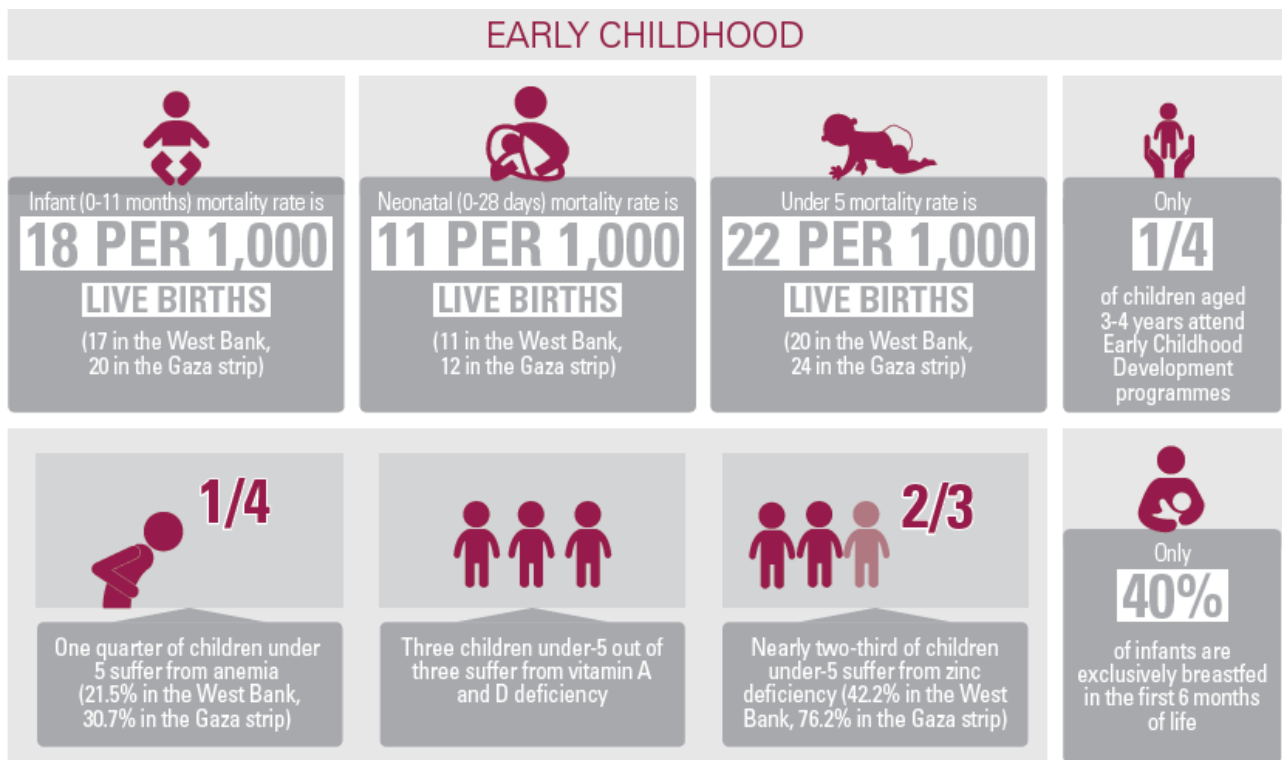 EARLY CHILDHOOD
Infant (0-11 months) mortality rate is
18 PER 1,000
LIVE BIRTHS
(17 in the West Bank,
20 in the Gaza strip)
Neonatal (0-28 days) mortality rate is
11 PER 1,000
LIVE BIRTHS
(11 in the West Bank,
12 in the Gaza strip)
Under 5 mortality rate is
22 PER 1,000
LIVE BIRTHS
(20 in the West Bank,
24 in the Gaza strip)
Only
1/4
of children aged
3-4 years attend
Early Childhood
Development
programmes
1/4
One quarter of children under
5 suffer from anemia
(21.5% in the West Bank,
30.7% in the Gaza strip)
Three children under-5 out of
three suffer from vitamin A
and D deficiency
2/3
Nearly two-third of children
under-5 suffer from zinc
deficiency (42.2% in the West
Bank, 76.2% in the Gaza strip)
Only
40%
of infants are
exclusively breastfed
in the first 6 months
of life